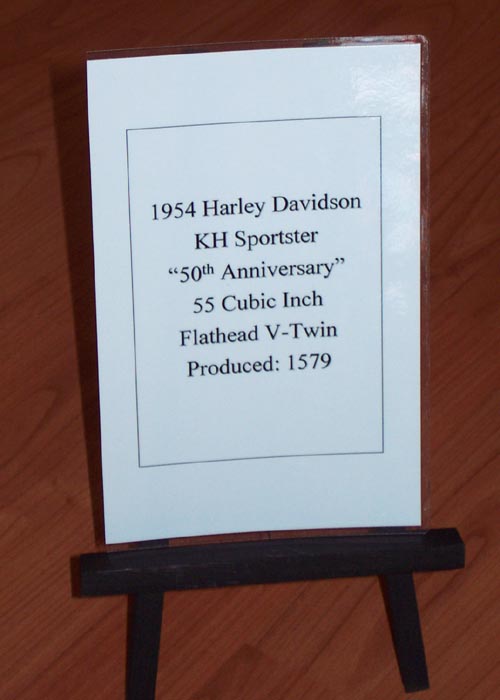 1954 Harley Davidson
KH Sportster
“50th Anniversary”
55 Cubic Inch
Flathead V-Twin
Produced: 1579